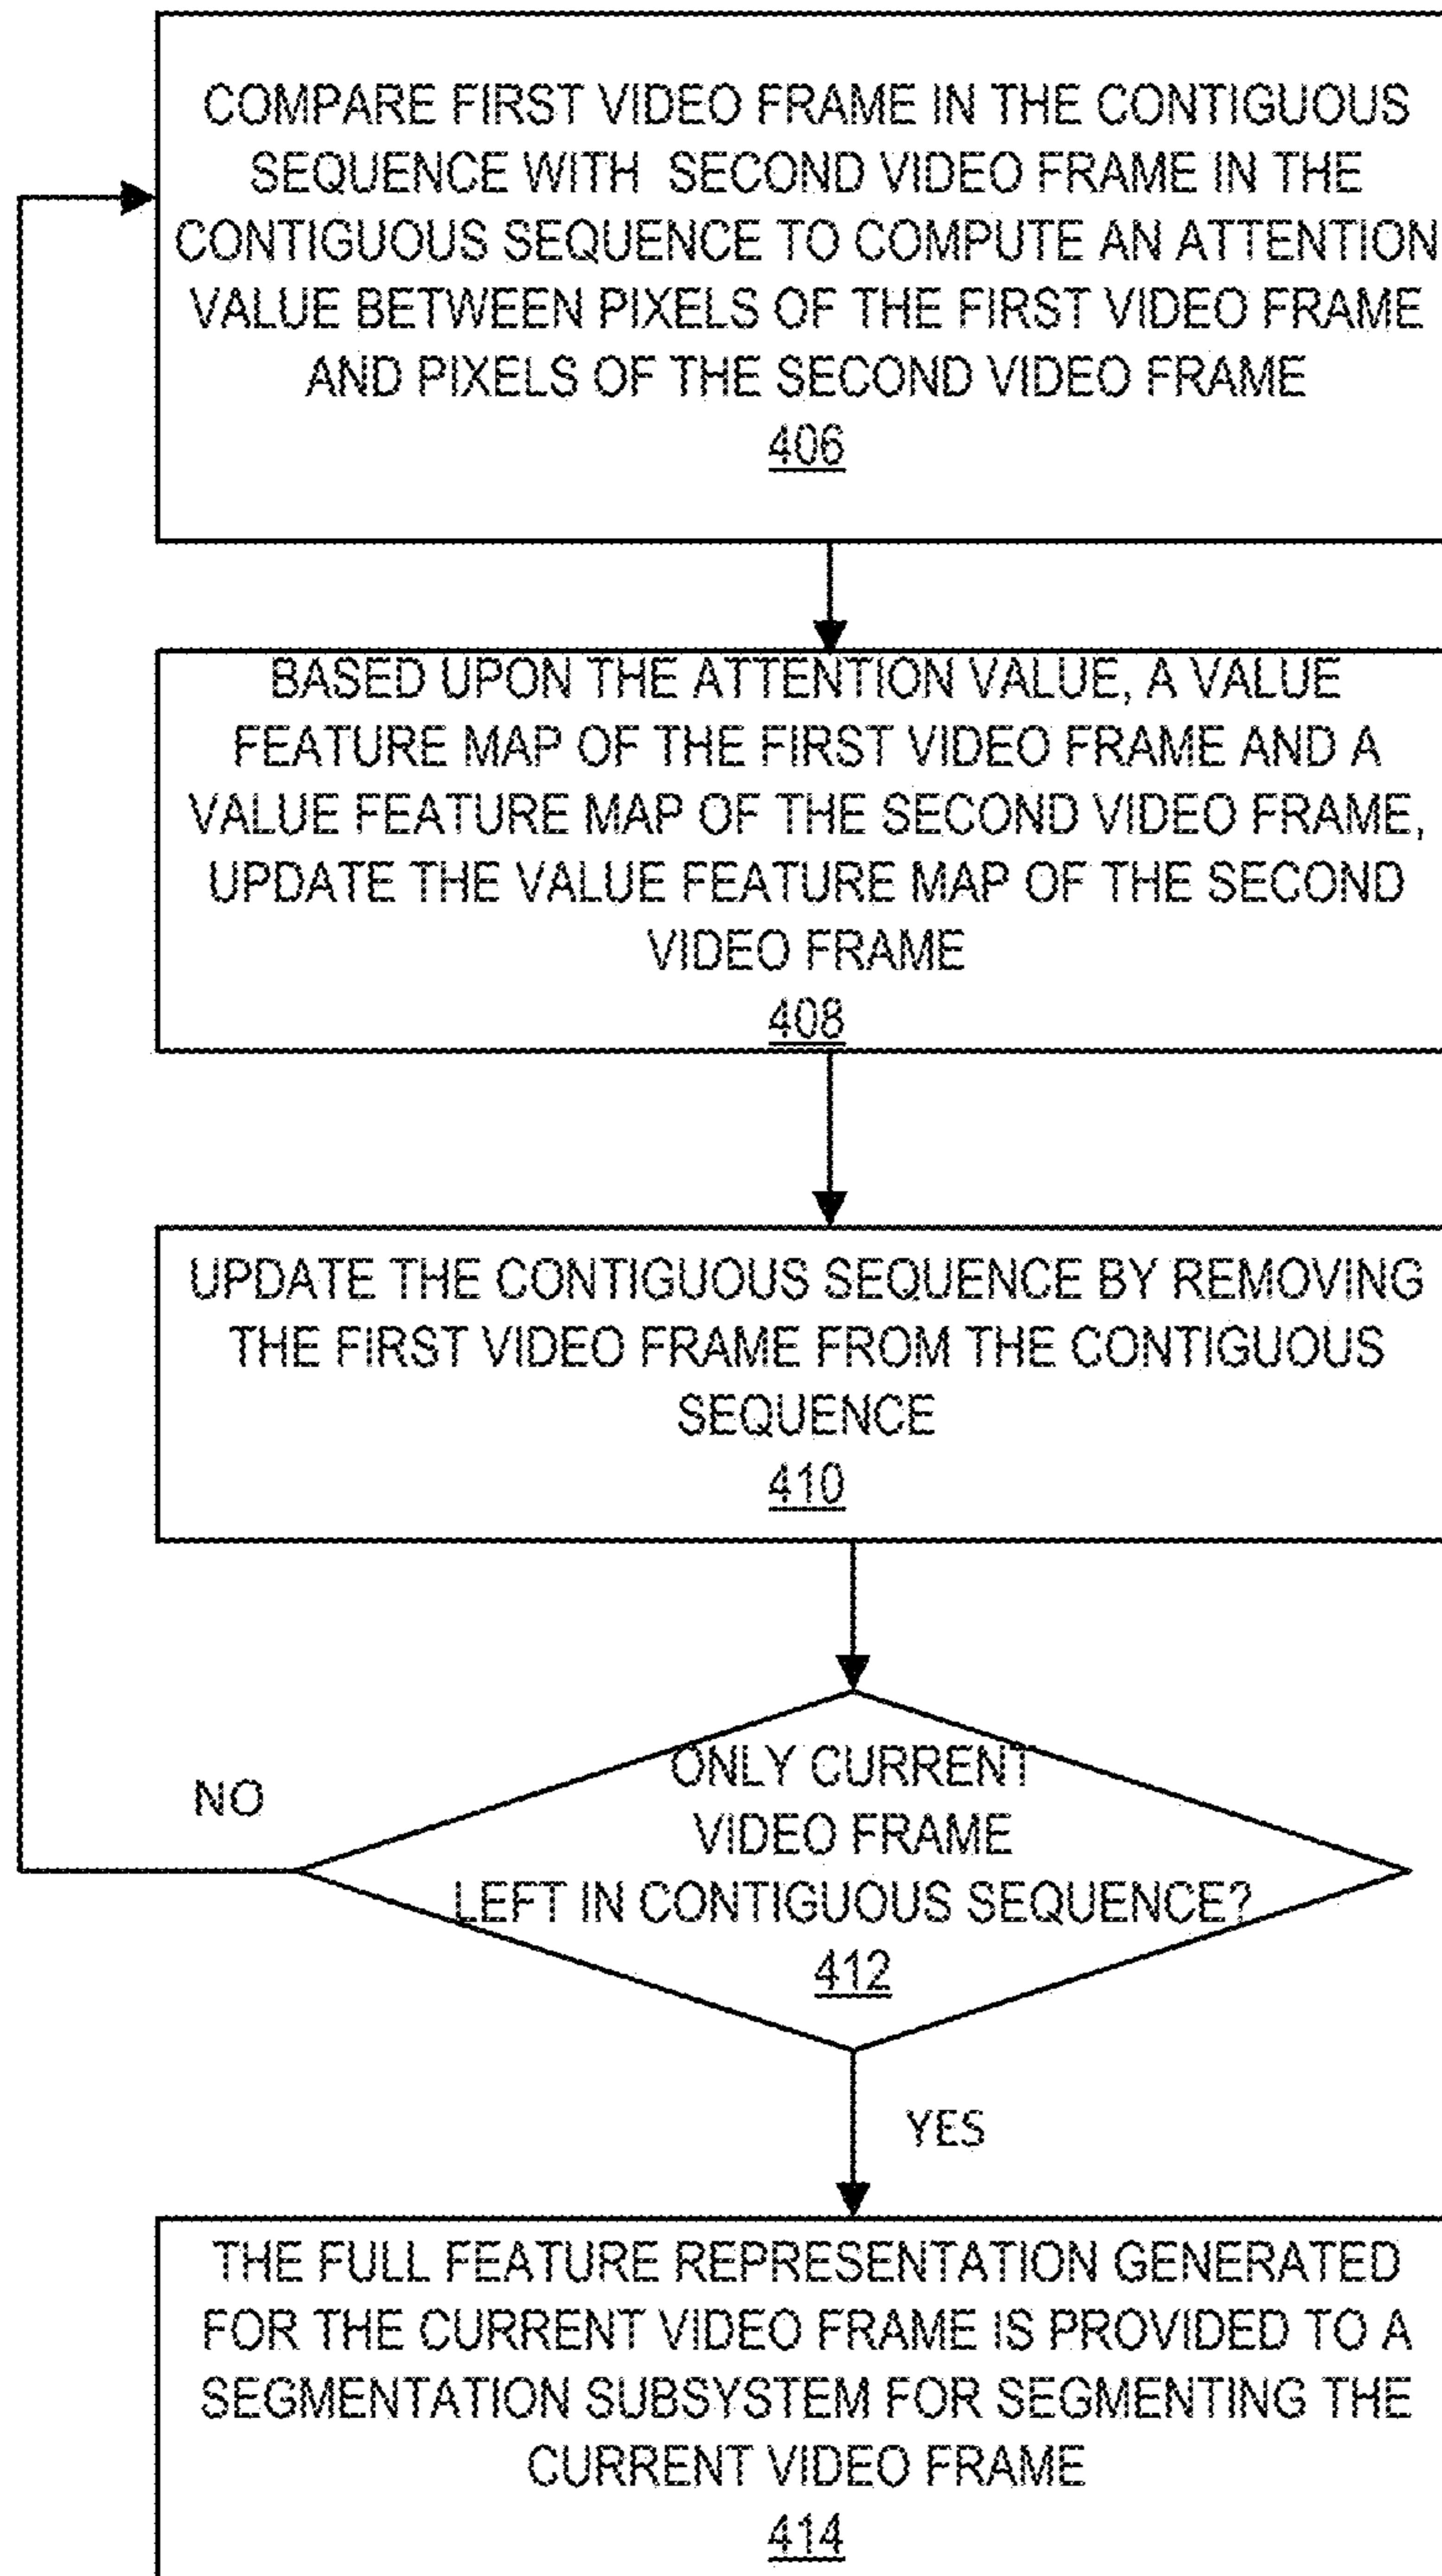 COMPARE FIRST VIDEO FRAME IN THE CONTIGUOUS
SEQUENCE WITH SECOND VIDEO FRAME IN THE
CONTIGUOUS SEQUENCE TO COMPUTE AN ATTENTION
VALUE BETWEEN PIXELS OF THE FIRST VIDEO FRAME
AND PIXELS OF THE SECOND VIDEO FRAME
406
BASED UPON THE ATTENTION VALUE, A VALUE
FEATURE MAP OF THE FIRST VIDEO FRAME AND A
VALUE FEATURE MAP OF THE SECOND VIDEO FRAME,
UPDATE THE VALUE FEATURE MAP OF THE SECOND
VIDEO FRAME
408
UPDATE THE CONTIGUOUS SEQUENCE BY REMOVING
THE FIRST VIDEO FRAME FROM THE CONTIGUOUS
SEQUENCE
410
ONLY CURRENT
VIDEO FRAME
LEFT IN CONTIGUOUS SEQUENCE?
412
NO
YES
THE FULL FEATURE REPRESENTATION GENERATED
FOR THE CURRENT VIDEO FRAME IS PROVIDED TO A
SEGMENTATION SUBSYSTEM FOR SEGMENTING THE
CURRENT VIDEO FRAME
414